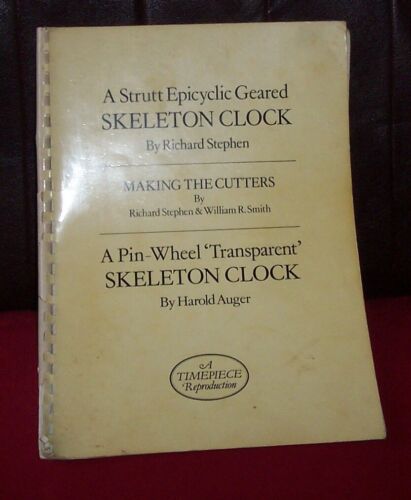 A Strutt Epicyclic Geared
SKELETON CLOCK
By Richard Stephen
MAKING THE CUTTERS
By
Richard Stephen & William R. Smith
A Pin-Wheel 'Transparent'
SKELETON CLOCK
By Harold Auger
A
TIMEPIECE
Reproduction